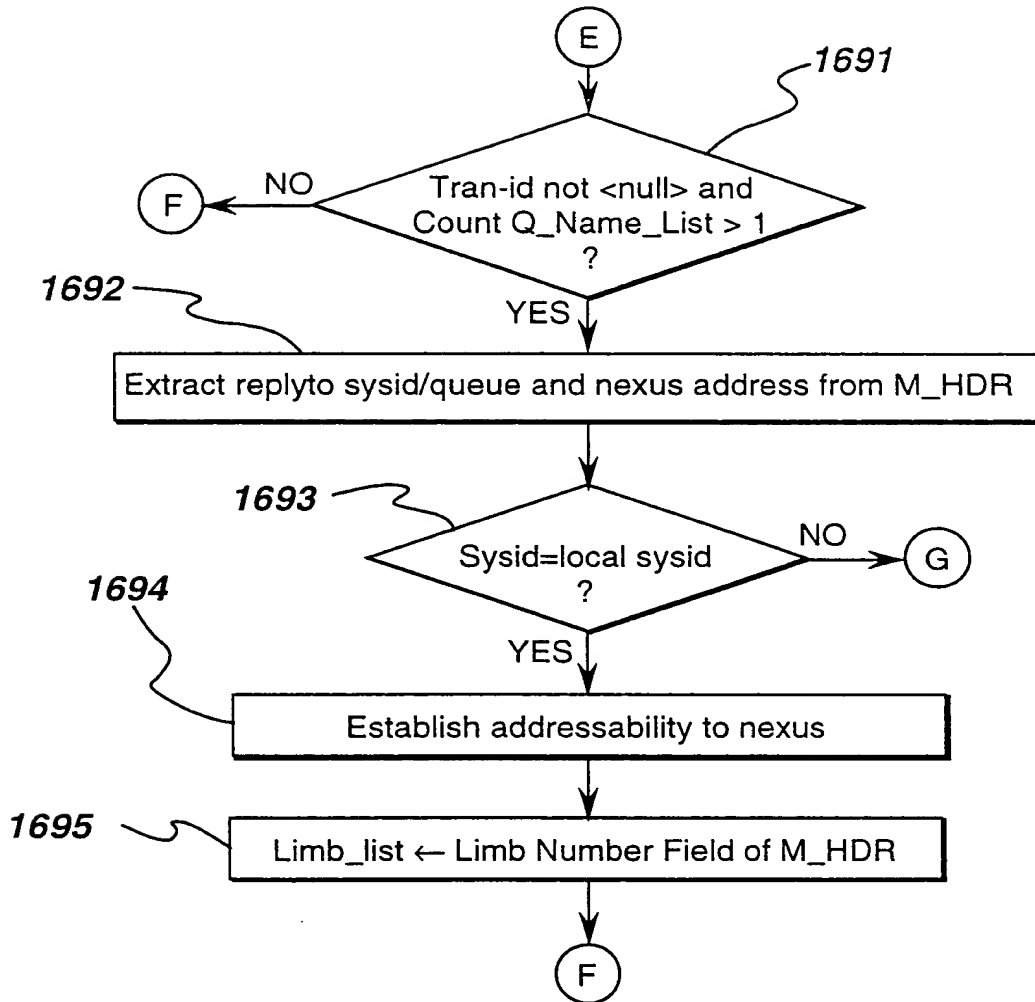 E
1691
Tran-id not <null> and
Count Q_Name_List > 1
?
NO
F
YES
1692
Extract replyto sysid/queue and nexus address from M_HDR
1693
Sysid=local sysid
?
NO
G
YES
1694
Establish addressability to nexus
1695
Limb_list ← Limb Number Field of M_HDR
F